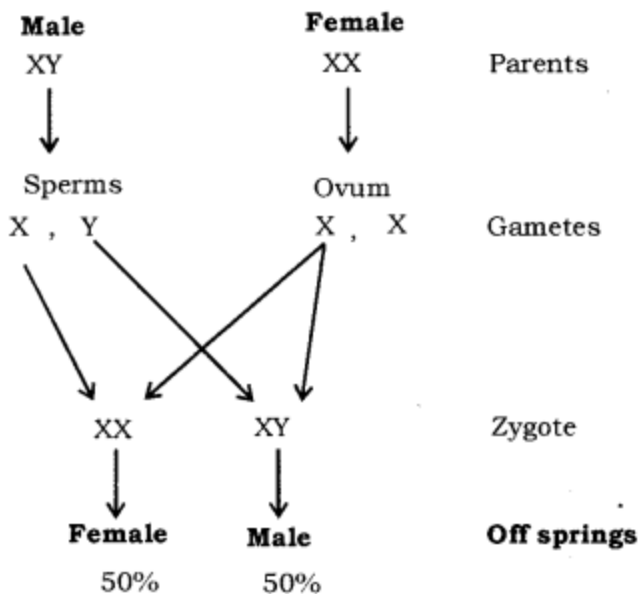 Male Female
XY XX Parents
Sperms Ovum
X , Y X , X Gametes
XX XY Zygote
Female Male Off springs
50% 50%